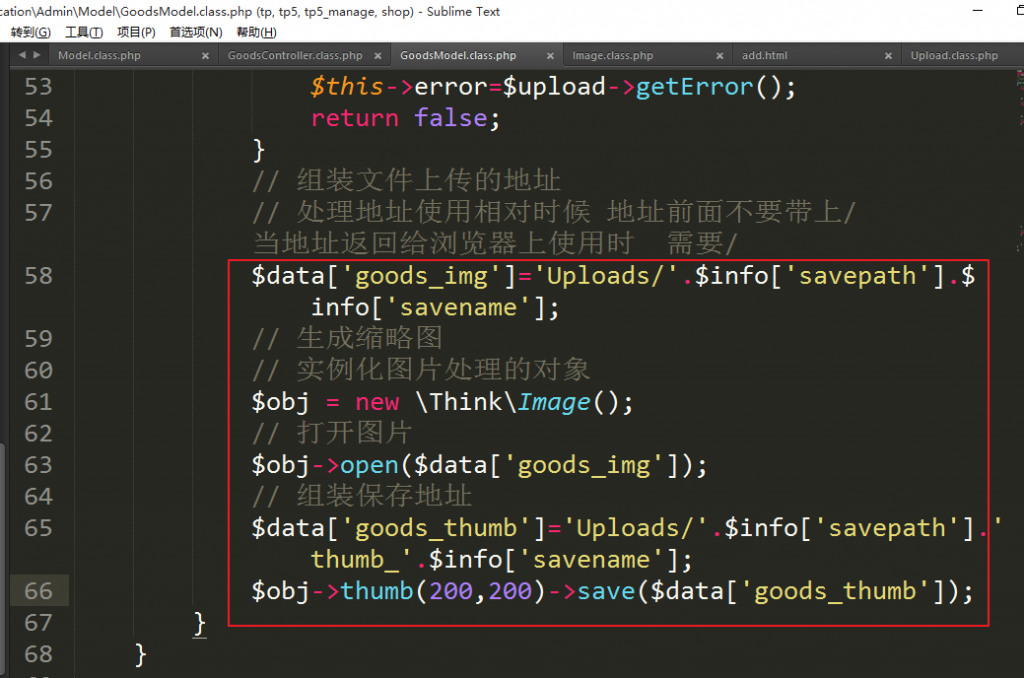 cation\Admin\Model\GoodsModel.class.php (tp, tp5, tp5_manage, shop) - Sublime Text
转到(G) 工具(T) 项目(P) 首选项(N) 帮助(H)
Model.class.php × GoodsController.class.php × GoodsModel.class.php × Image.class.php × add.html × Upload.class.php
53 $this->error=$upload->getError();
54 return false;
55 }
56 // 组装文件上传的地址
57 // 处理地址使用相对时候 地址前面不要带上/
当地址返回给浏览器上使用时 需要/
58 $data['goods_img']='Uploads/'.$info['savepath'].$
info['savename'];
59 // 生成缩略图
60 // 实例化图片处理的对象
61 $obj = new \Think\Image();
62 // 打开图片
63 $obj->open($data['goods_img']);
64 // 组装保存地址
65 $data['goods_thumb']='Uploads/'.$info['savepath'].'
thumb_'.$info['savename'];
66 $obj->thumb(200,200)->save($data['goods_thumb']);
67 }
68 }